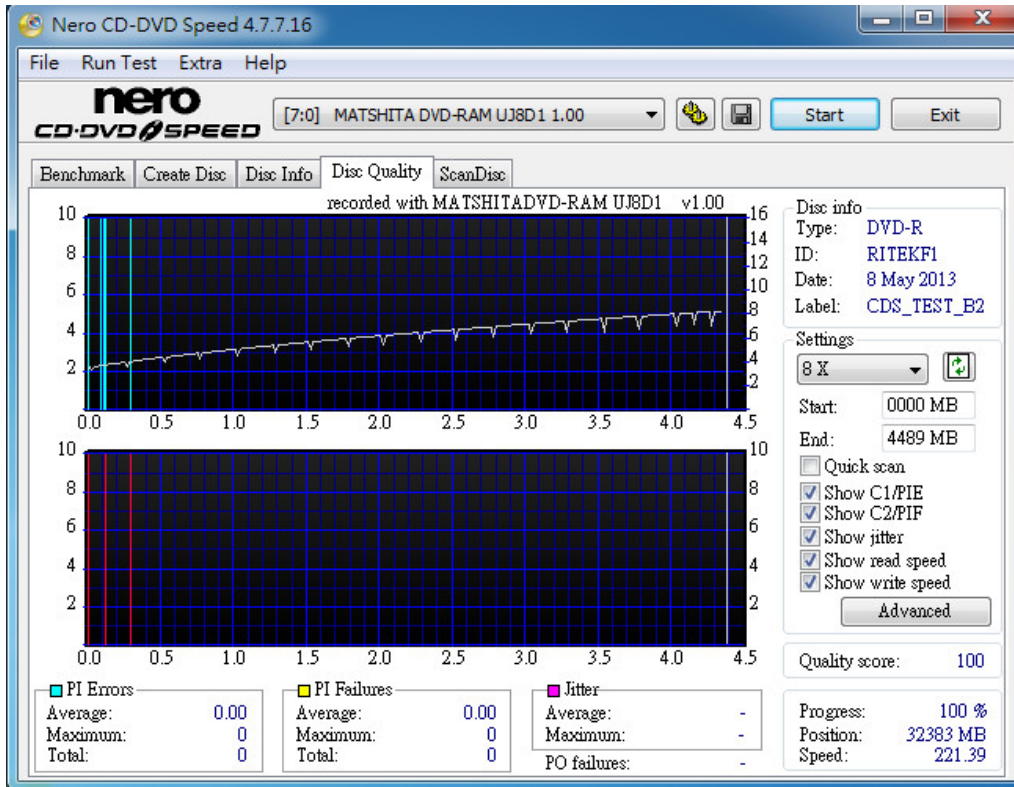 Nero CD-DVD Speed 4.7.7.16
File Run Test Extra Help
nero
CD·DVD SPEED
[7:0] MATSHITA DVD-RAM UJ8D1 1.00
Start
Exit
Benchmark Create Disc Disc Info Disc Quality ScanDisc
recorded with MATSHITADVD-RAM UJ8D1 v1.00
10
8
6
4
2
16
14
12
10
8
6
4
2
0.0 0.5 1.0 1.5 2.0 2.5 3.0 3.5 4.0 4.5
10
8
6
4
2
10
8
6
4
2
0.0 0.5 1.0 1.5 2.0 2.5 3.0 3.5 4.0 4.5
PI Errors
Average: 0.00
Maximum: 0
Total: 0
PI Failures
Average: 0.00
Maximum: 0
Total: 0
Jitter
Average: -
Maximum: -
PO failures: -
Disc info
Type: DVD-R
ID: RITEKF1
Date: 8 May 2013
Label: CDS_TEST_B2
Settings
8 X
Start: 0000 MB
End: 4489 MB
Quick scan
Show C1/PIE
Show C2/PIF
Show jitter
Show read speed
Show write speed
Advanced
Quality score: 100
Progress: 100 %
Position: 32383 MB
Speed: 221.39